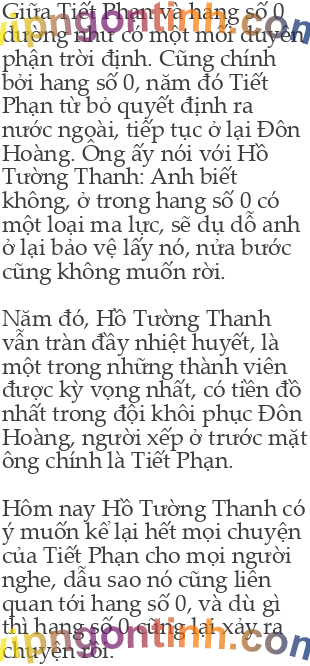 Giữa Tiết Phạn và hang số 0
dường như có một mối duyên
phận trời định. Cũng chính
bởi hang số 0, năm đó Tiết
Phạn từ bỏ quyết định ra
nước ngoài, tiếp tục ở lại Đôn
Hoàng. Ông ấy nói với Hồ
Tường Thanh: Anh biết
không, ở trong hang số 0 có
một loại ma lực, sẽ dụ dỗ anh
ở lại bảo vệ lấy nó, nửa bước
cũng không muốn rời.
Năm đó, Hồ Tường Thanh
vẫn tràn đầy nhiệt huyết, là
một trong những thành viên
được kỳ vọng nhất, có tiền đồ
nhất trong đội khôi phục Đôn
Hoàng, người xếp ở trước mặt
ông chính là Tiết Phạn.
Hôm nay Hồ Tường Thanh có
ý muốn kể lại hết mọi chuyện
của Tiết Phạn cho mọi người
nghe, dẫu sao nó cũng liên
quan tới hang số 0, và dù gì
thì hang số 0 cũng lại xảy ra
chuyện rồi.
vipngontinh.com
vipngontinh.com